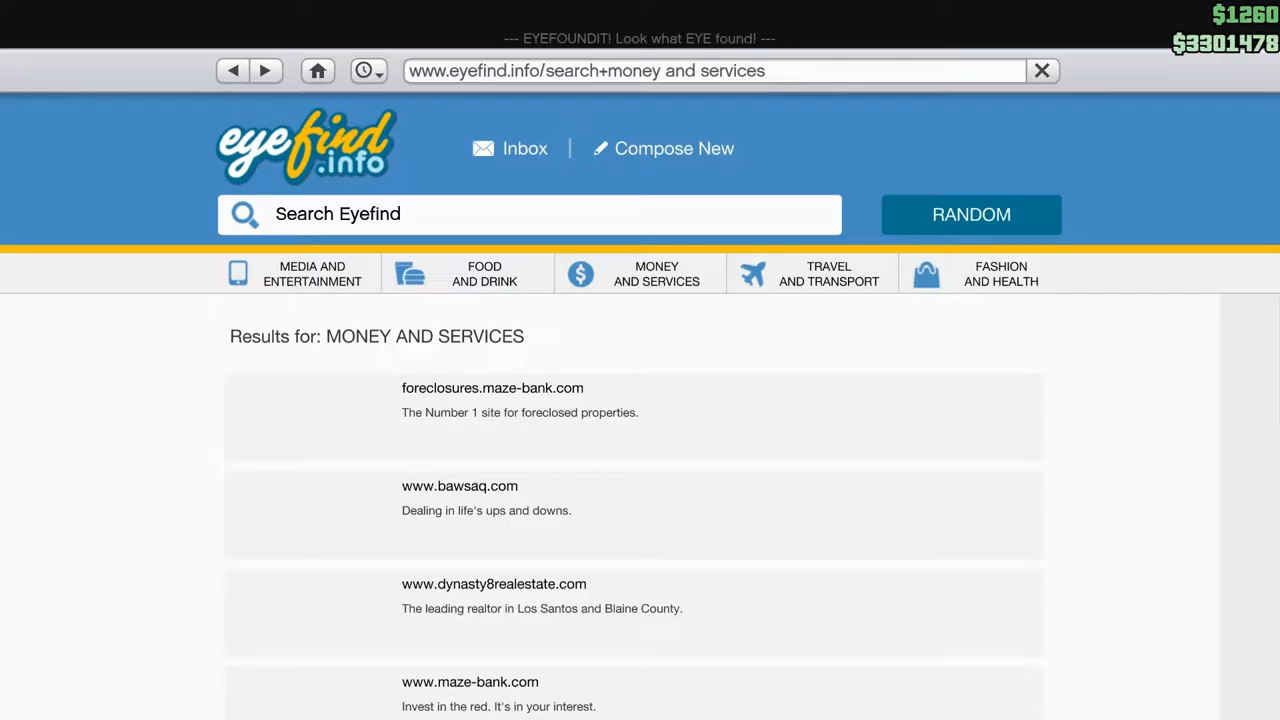 $1260
--- EYEFOUNDIT! Look what EYE found! ---
$3301478
www.eyefind.info/search+money and services
eyefind
.info
Inbox
Compose New
Search Eyefind
RANDOM
MEDIA AND
ENTERTAINMENT
FOOD
AND DRINK
MONEY
AND SERVICES
TRAVEL
AND TRANSPORT
FASHION
AND HEALTH
Results for: MONEY AND SERVICES
foreclosures.maze-bank.com
The Number 1 site for foreclosed properties.
www.bawsaq.com
Dealing in life's ups and downs.
www.dynasty8realestate.com
The leading realtor in Los Santos and Blaine County.
www.maze-bank.com
Invest in the red. It's in your interest.